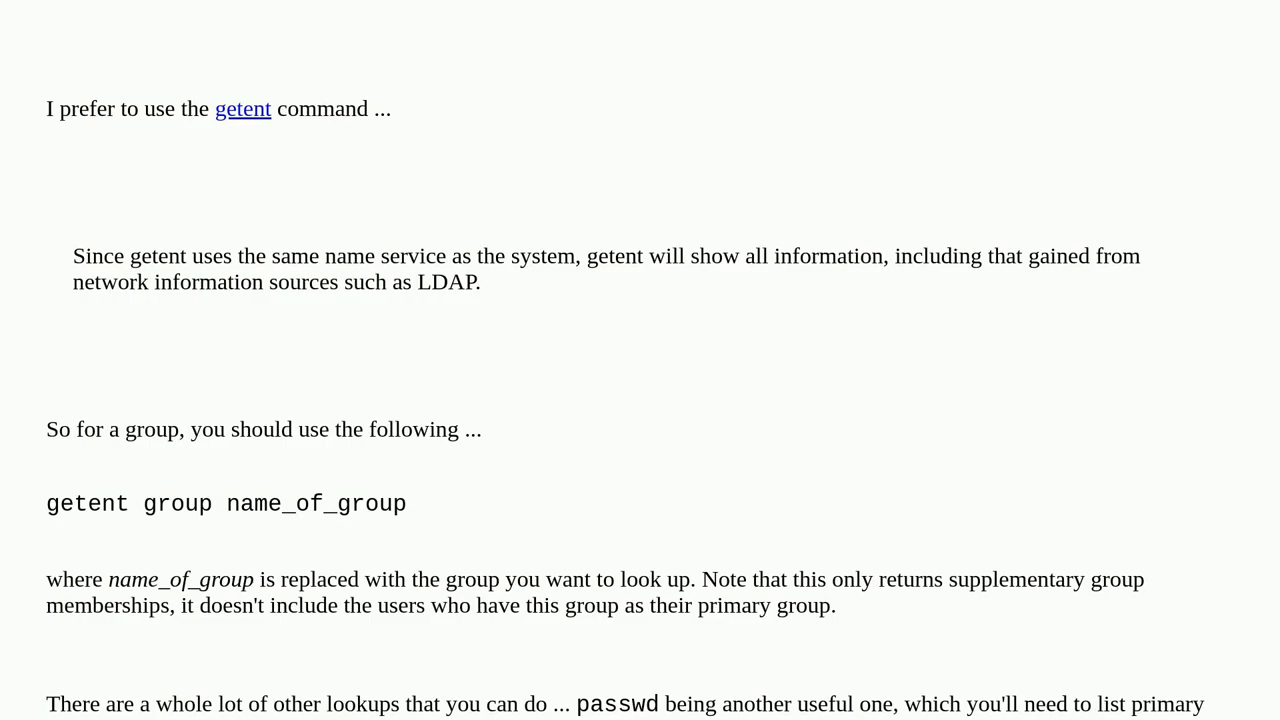 I prefer to use the getent command ...
Since getent uses the same name service as the system, getent will show all information, including that gained from
network information sources such as LDAP.
So for a group, you should use the following ...
getent group name_of_group
where name_of_group is replaced with the group you want to look up. Note that this only returns supplementary group
memberships, it doesn't include the users who have this group as their primary group.
There are a whole lot of other lookups that you can do ... passwd being another useful one, which you'll need to list primary